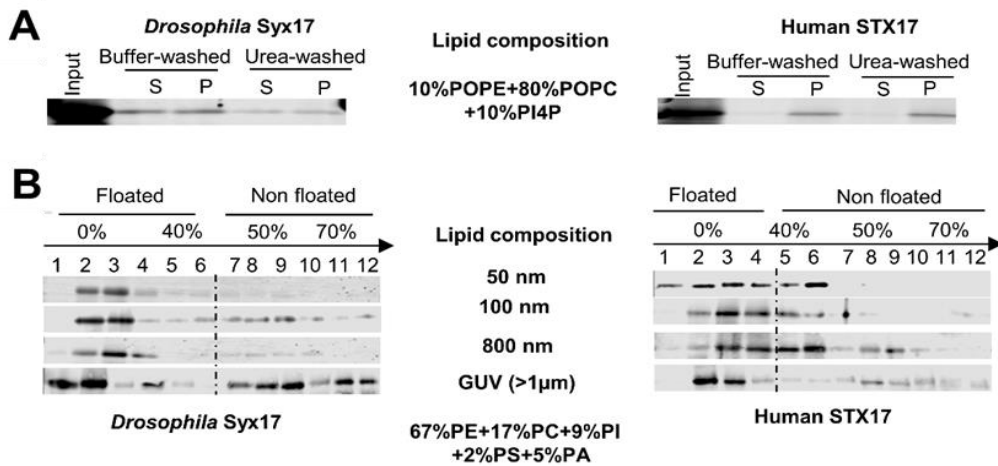 A
Drosophila Syx17
Input
Buffer-washed
Urea-washed
S
P
S
P
Lipid composition
10%POPE+80%POPC
+10%PI4P
Human STX17
Input
Buffer-washed
Urea-washed
S
P
S
P
B
Floated
Non floated
0%
40%
50%
70%
1 2 3 4 5 6 7 8 9 10 11 12
Drosophila Syx17
Lipid composition
50 nm
100 nm
800 nm
GUV (>1μm)
67%PE+17%PC+9%PI
+2%PS+5%PA
Floated
Non floated
0%
40%
50%
70%
1 2 3 4 5 6 7 8 9 10 11 12
Human STX17